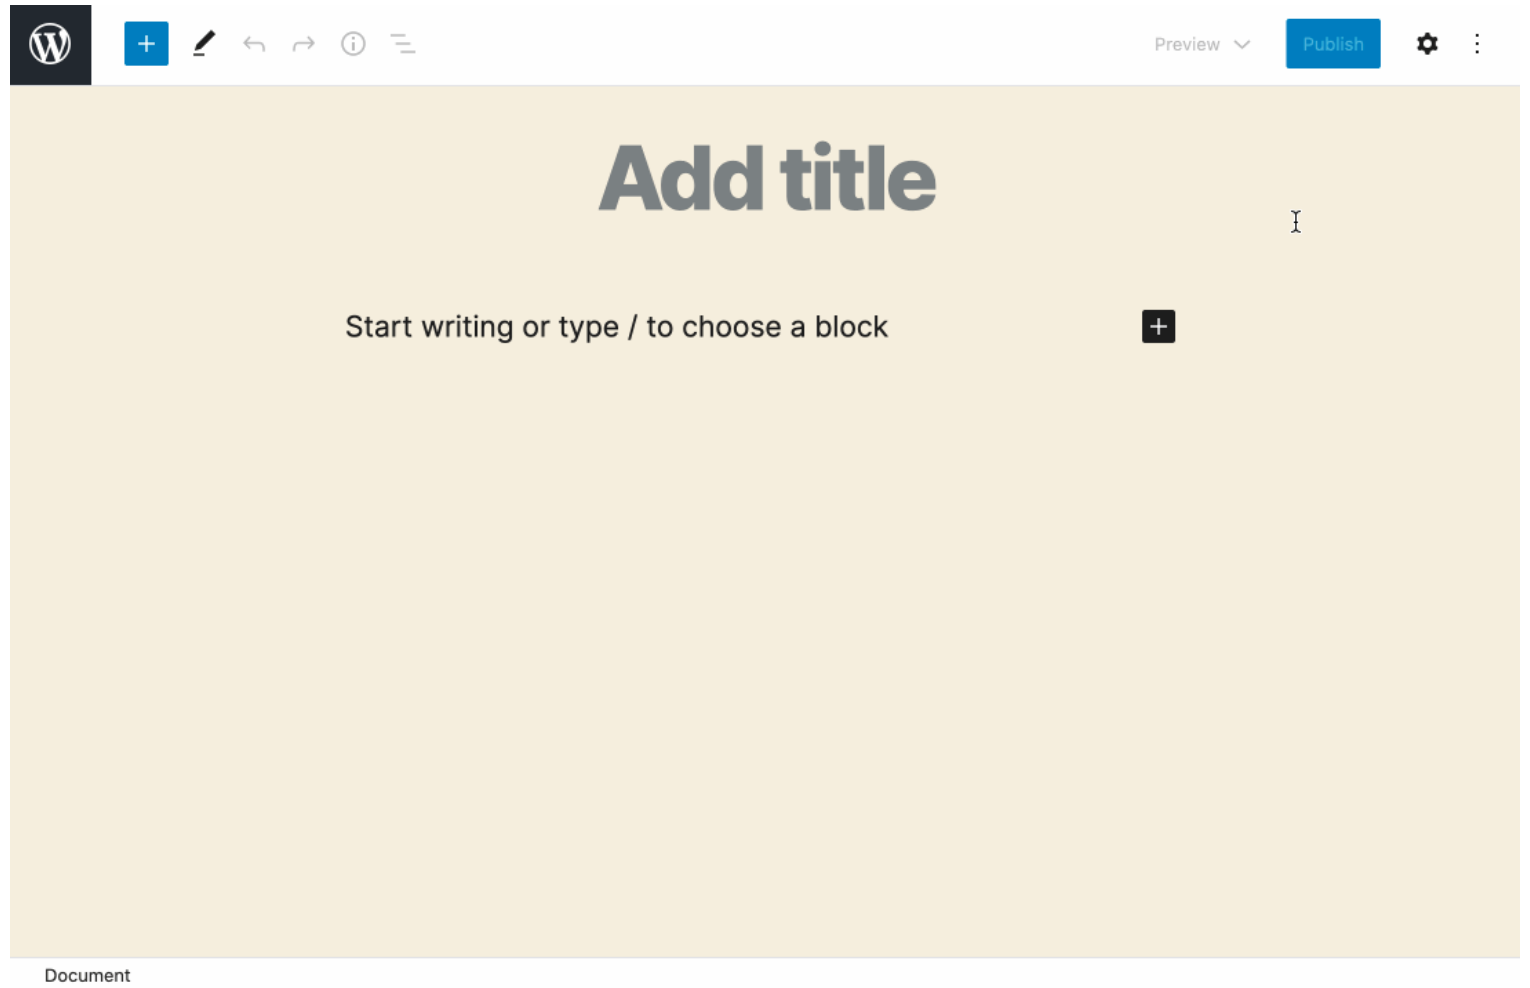 Preview
Publish
Add title
Start writing or type / to choose a block
Document